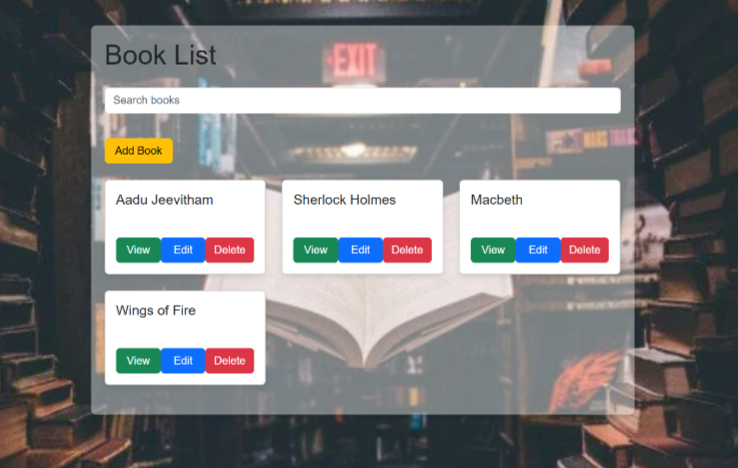 Book List
EXIT
Search books
Add Book
MARS
Aadu Jeevitham
Sherlock Holmes
Macbeth
View Edit Delete
View Edit Delete
View Edit Delete
Wings of Fire
View Edit Delete